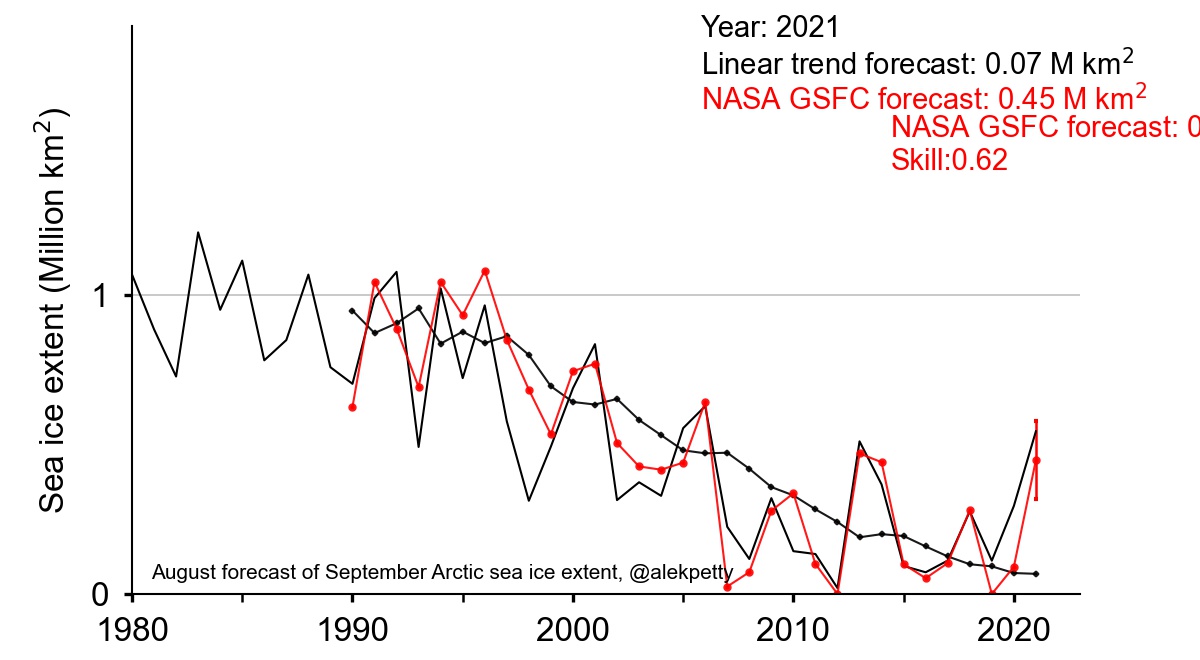 Year: 2021
Linear trend forecast: 0.07 M km²
NASA GSFC forecast: 0.45 M km²
NASA GSFC forecast: 0
Skill:0.62
Sea ice extent (Million km²)
1
0
August forecast of September Arctic sea ice extent, @alekpetty
1980 1990 2000 2010 2020